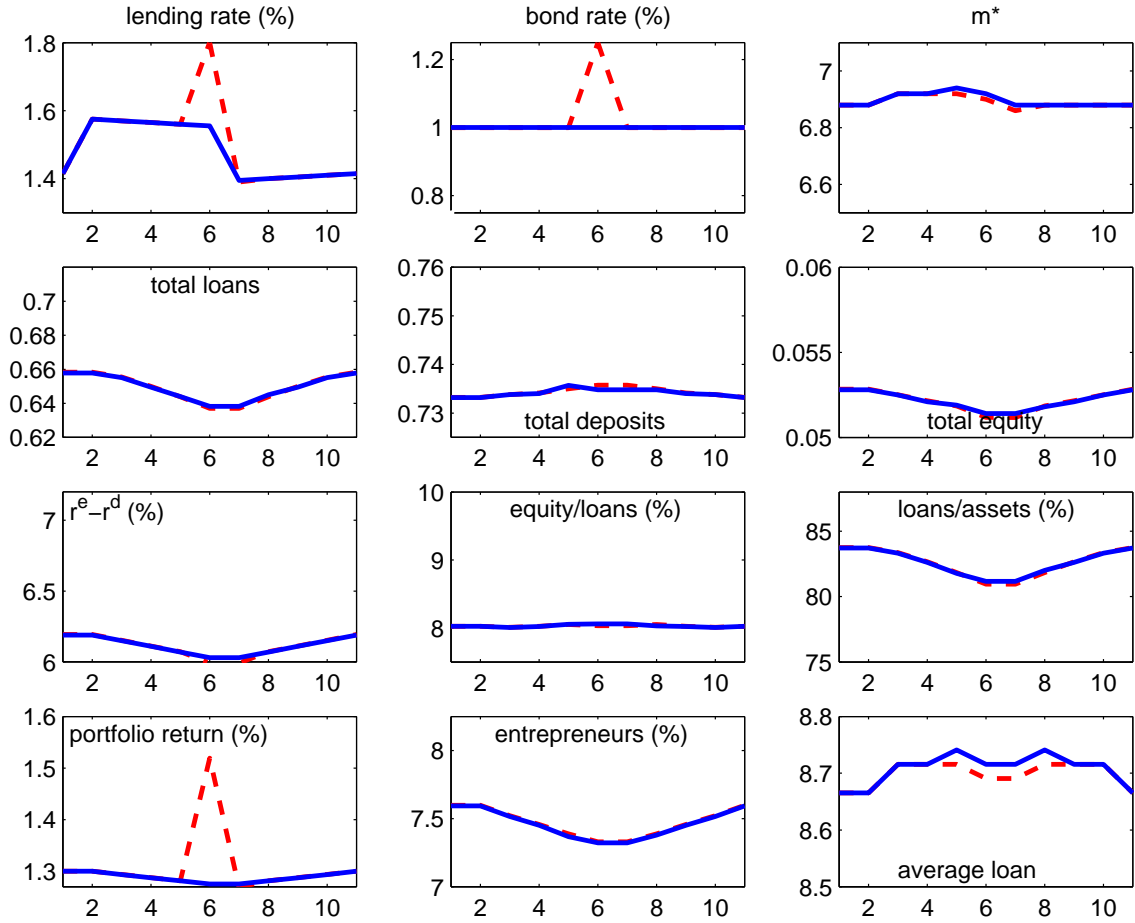 lending rate (%)
bond rate (%)
m*
1.8
1.6
1.4
2 4 6 8 10
1.2
1
0.8
2 4 6 8 10
7
6.8
6.6
2 4 6 8 10
total loans
0.7
0.68
0.66
0.64
0.62
2 4 6 8 10
0.76
0.75
0.74
0.73
total deposits
2 4 6 8 10
0.06
0.055
0.05
total equity
2 4 6 8 10
r^e−r^d (%)
7
6.5
6
2 4 6 8 10
equity/loans (%)
10
9
8
2 4 6 8 10
loans/assets (%)
85
80
75
2 4 6 8 10
portfolio return (%)
1.6
1.5
1.4
1.3
2 4 6 8 10
entrepreneurs (%)
8
7.5
7
2 4 6 8 10
8.8
8.7
8.6
8.5
average loan
2 4 6 8 10